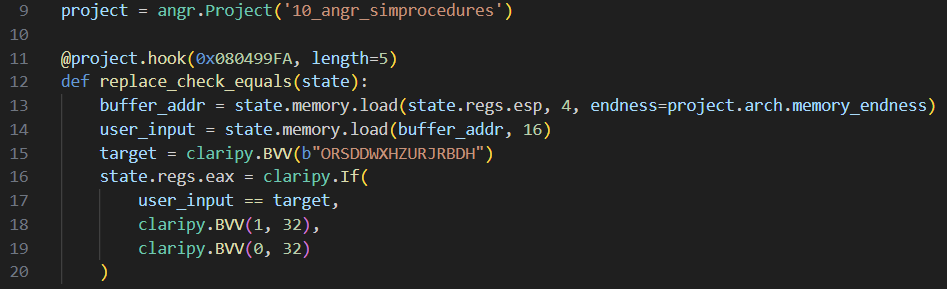 9 project = angr.Project('10_angr_simprocedures')
10
11 @project.hook(0x080499FA, length=5)
12 def replace_check_equals(state):
13     buffer_addr = state.memory.load(state.regs.esp, 4, endness=project.arch.memory_endness)
14     user_input = state.memory.load(buffer_addr, 16)
15     target = claripy.BVV(b"ORSDDWXHZURJRBDH")
16     state.regs.eax = claripy.If(
17         user_input == target,
18         claripy.BVV(1, 32),
19         claripy.BVV(0, 32)
20     )